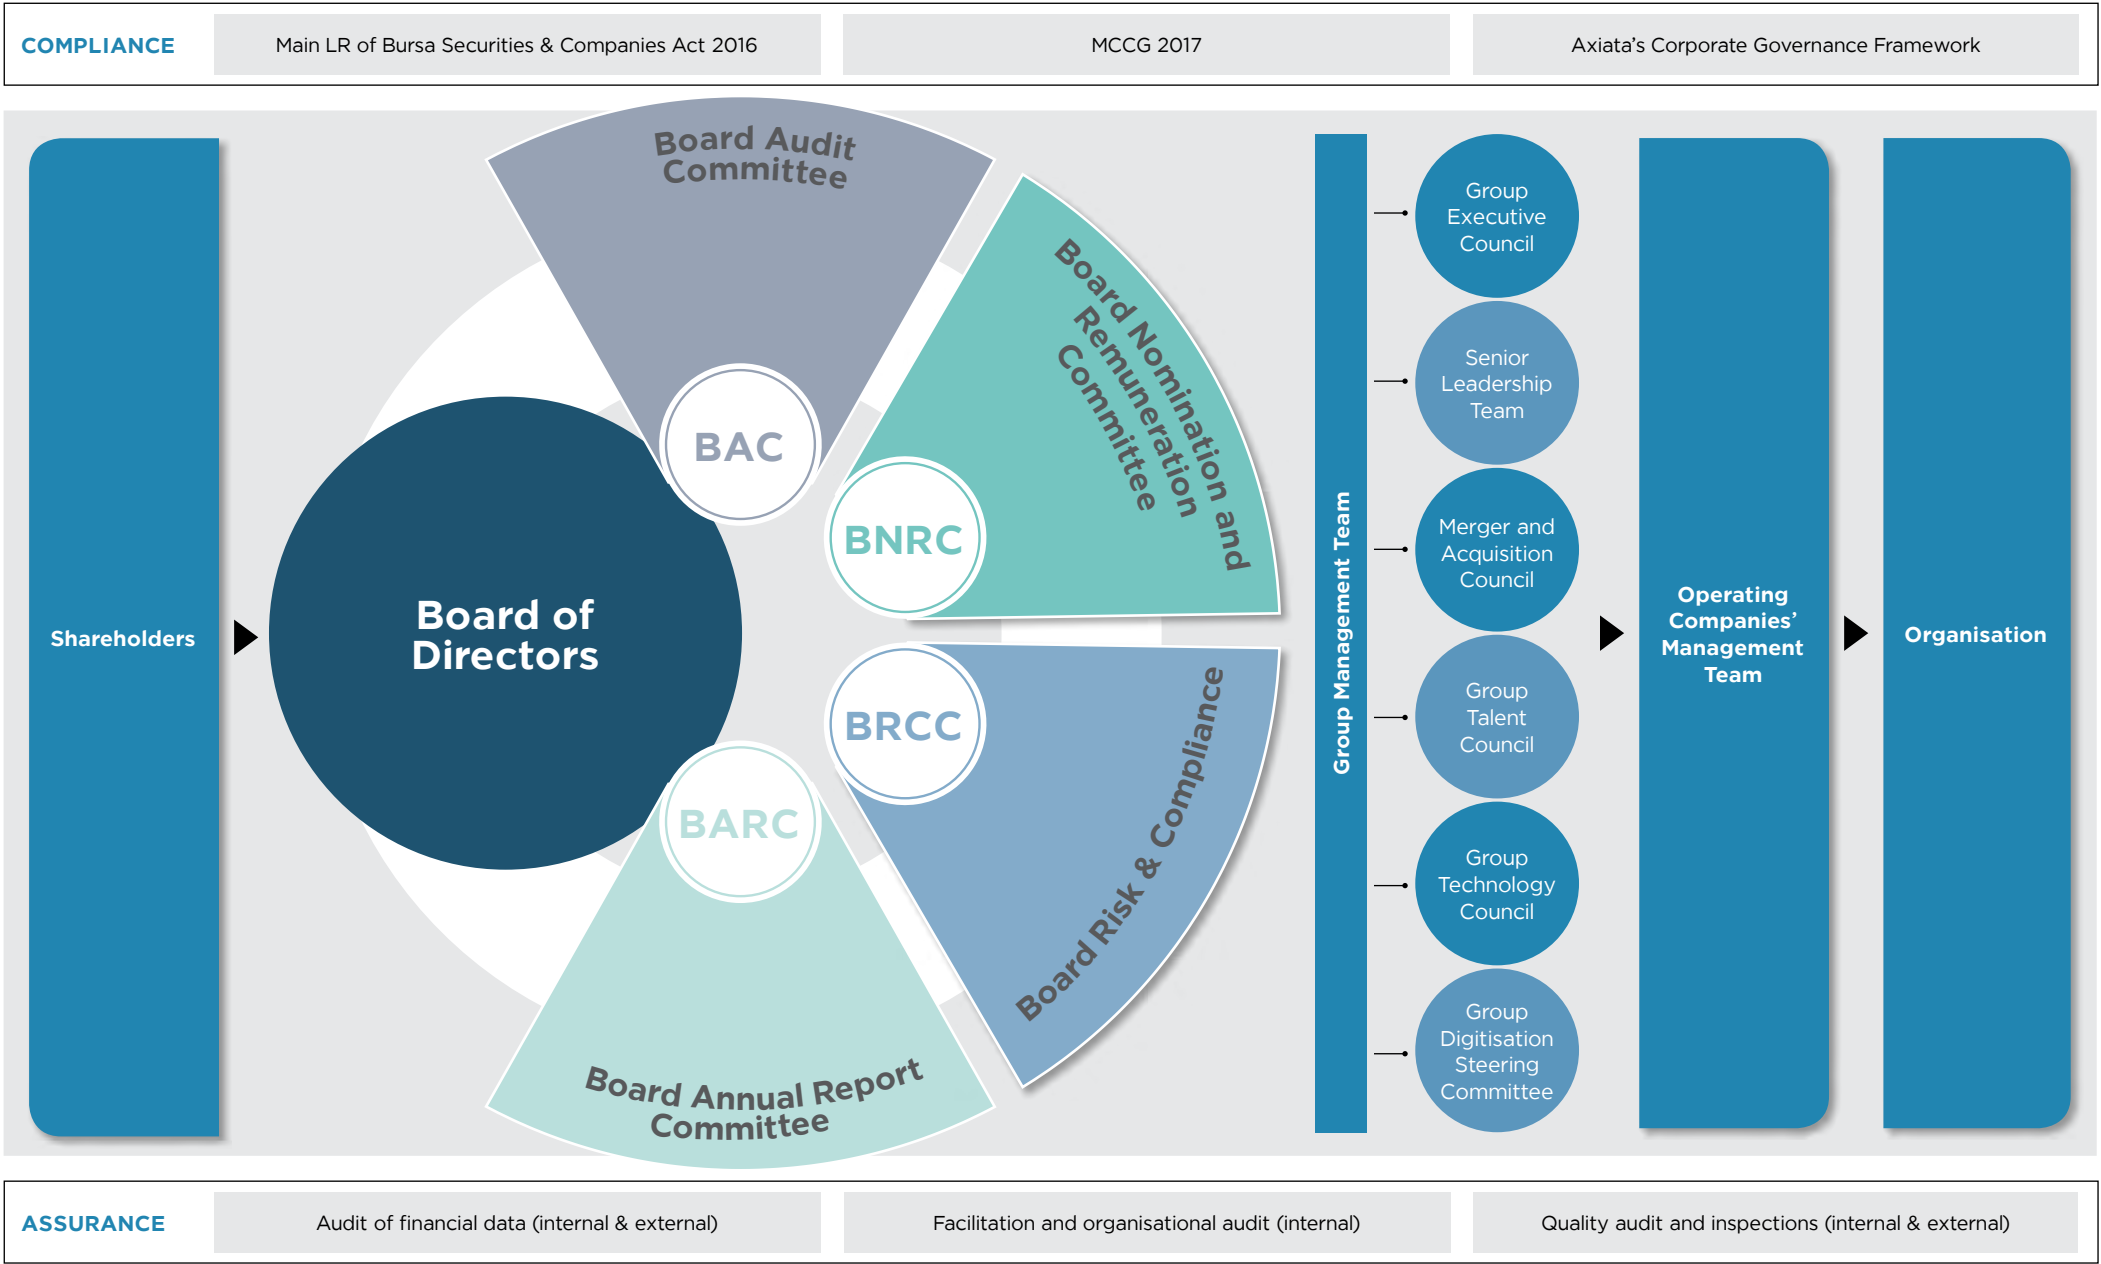 COMPLIANCE
Main LR of Bursa Securities & Companies Act 2016
MCCG 2017
Axiata's Corporate Governance Framework
Shareholders
Board of
Directors
Board Audit
Committee
BAC
Board Nomination and
Remuneration
Committee
BNRC
BRCC
Board Risk & Compliance
BARC
Board Annual Report
Committee
Group Management Team
Group
Executive
Council
Senior
Leadership
Team
Merger and
Acquisition
Council
Group
Talent
Council
Group
Technology
Council
Group
Digitisation
Steering
Committee
Operating
Companies'
Management
Team
Organisation
ASSURANCE
Audit of financial data (internal & external)
Facilitation and organisational audit (internal)
Quality audit and inspections (internal & external)